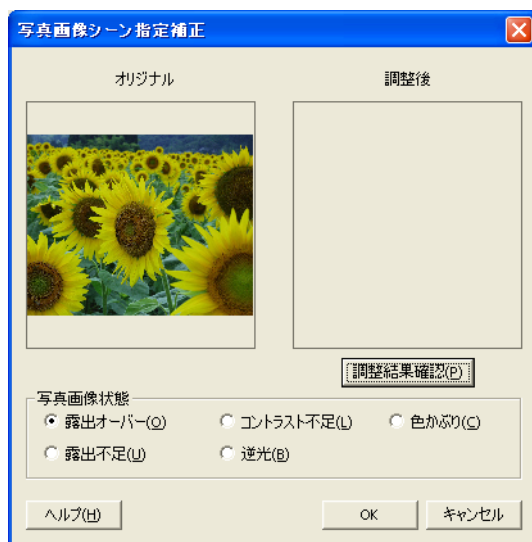 写真画像シーン指定補正
オリジナル 調整後
調整結果確認(P)
写真画像状態
露出オーバー(O) コントラスト不足(L) 色かぶり(C)
露出不足(U) 逆光(B)
ヘルプ(H) OK キャンセル